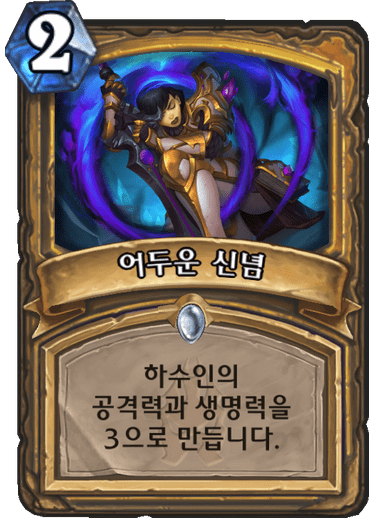 2
어두운 신념
하수인의
공격력과 생명력을
3으로 만듭니다.